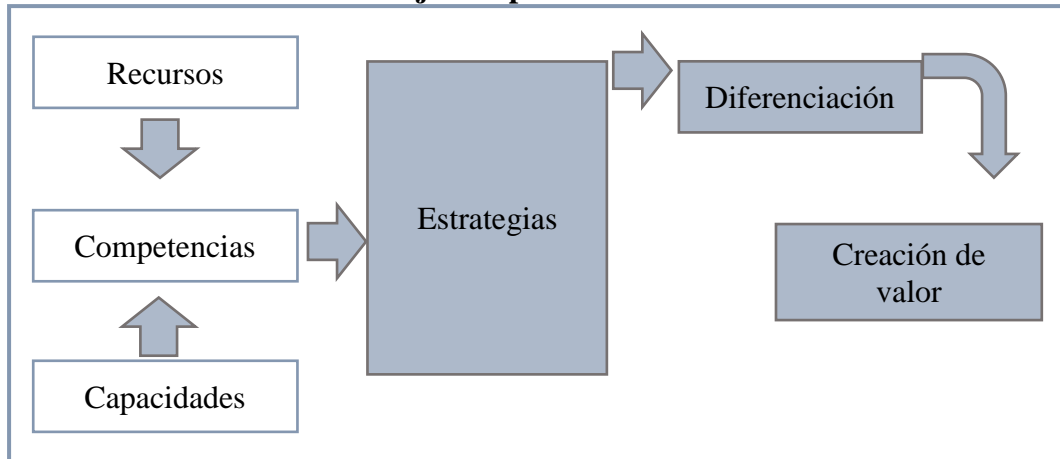 Recursos
Diferenciación
Competencias
Estrategias
Creación de
valor
Capacidades